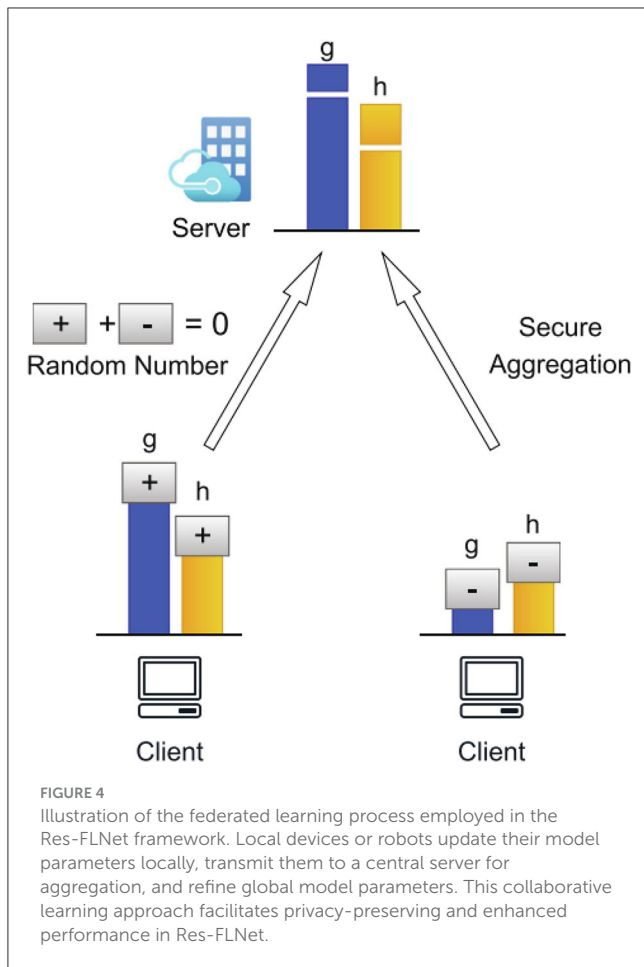 g
h
Server
+ + - = 0
Random Number
Secure
Aggregation
g
+
h
+
g
-
h
-
Client
Client
FIGURE 4
Illustration of the federated learning process employed in the
Res-FLNet framework. Local devices or robots update their model
parameters locally, transmit them to a central server for
aggregation, and refine global model parameters. This collaborative
learning approach facilitates privacy-preserving and enhanced
performance in Res-FLNet.